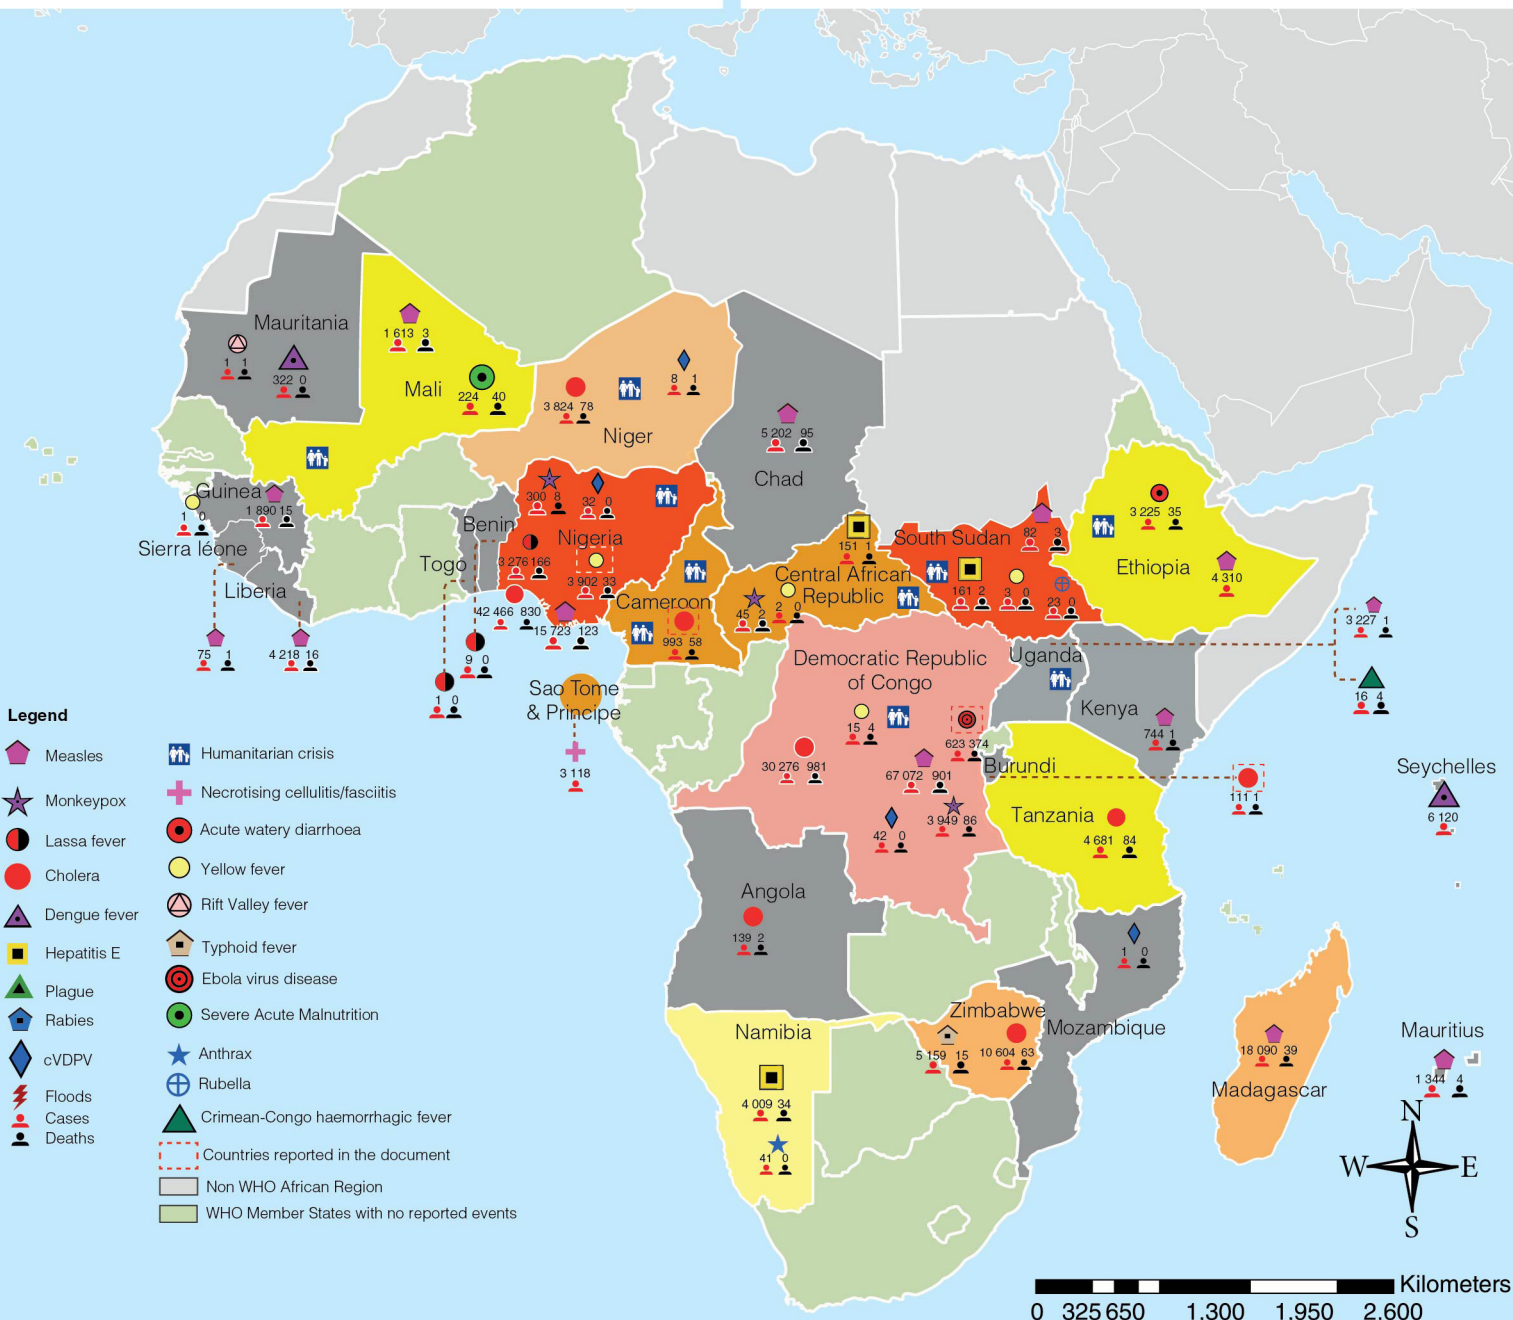 Mauritania
1 1
322 0
1 613 3
Mali
224 40
8 1
3 824 78
Niger
5 202 95
Chad
Guinea
1 890 15
1 0
Sierra léone
Liberia
75 1
4 218 16
Benin
Togo
300 8
32 0
Nigeria
3 276 166
3 902 33
42 466 830
15 723 123
9 0
1 0
Cameroon
993 58
Sao Tome
& Principe
3 118
151 1
Central African
Republic
45 2
2 0
South Sudan
82 3
161 2
3 0
23 0
3 225 35
Ethiopia
4 310
3 227 1
16 4
Democratic Republic
of Congo
15 4
623 374
30 276 981
67 072 901
42 0
3 949 86
Uganda
Kenya
744 1
Burundi
111 1
Tanzania
4 681 84
Seychelles
6 120
Angola
139 2
1 0
Mozambique
Zimbabwe
5 159 15
10 604 63
Namibia
4 009 34
41 0
18 090 39
Madagascar
Mauritius
1 344 4
Legend
Measles
Monkeypox
Lassa fever
Cholera
Dengue fever
Hepatitis E
Plague
Rabies
cVDPV
Floods
Cases
Deaths
Humanitarian crisis
Necrotising cellulitis/fasciitis
Acute watery diarrhoea
Yellow fever
Rift Valley fever
Typhoid fever
Ebola virus disease
Severe Acute Malnutrition
Anthrax
Rubella
Crimean-Congo haemorrhagic fever
Countries reported in the document
Non WHO African Region
WHO Member States with no reported events
N
W E
S
Kilometers
0 325 650 1.300 1.950 2.600